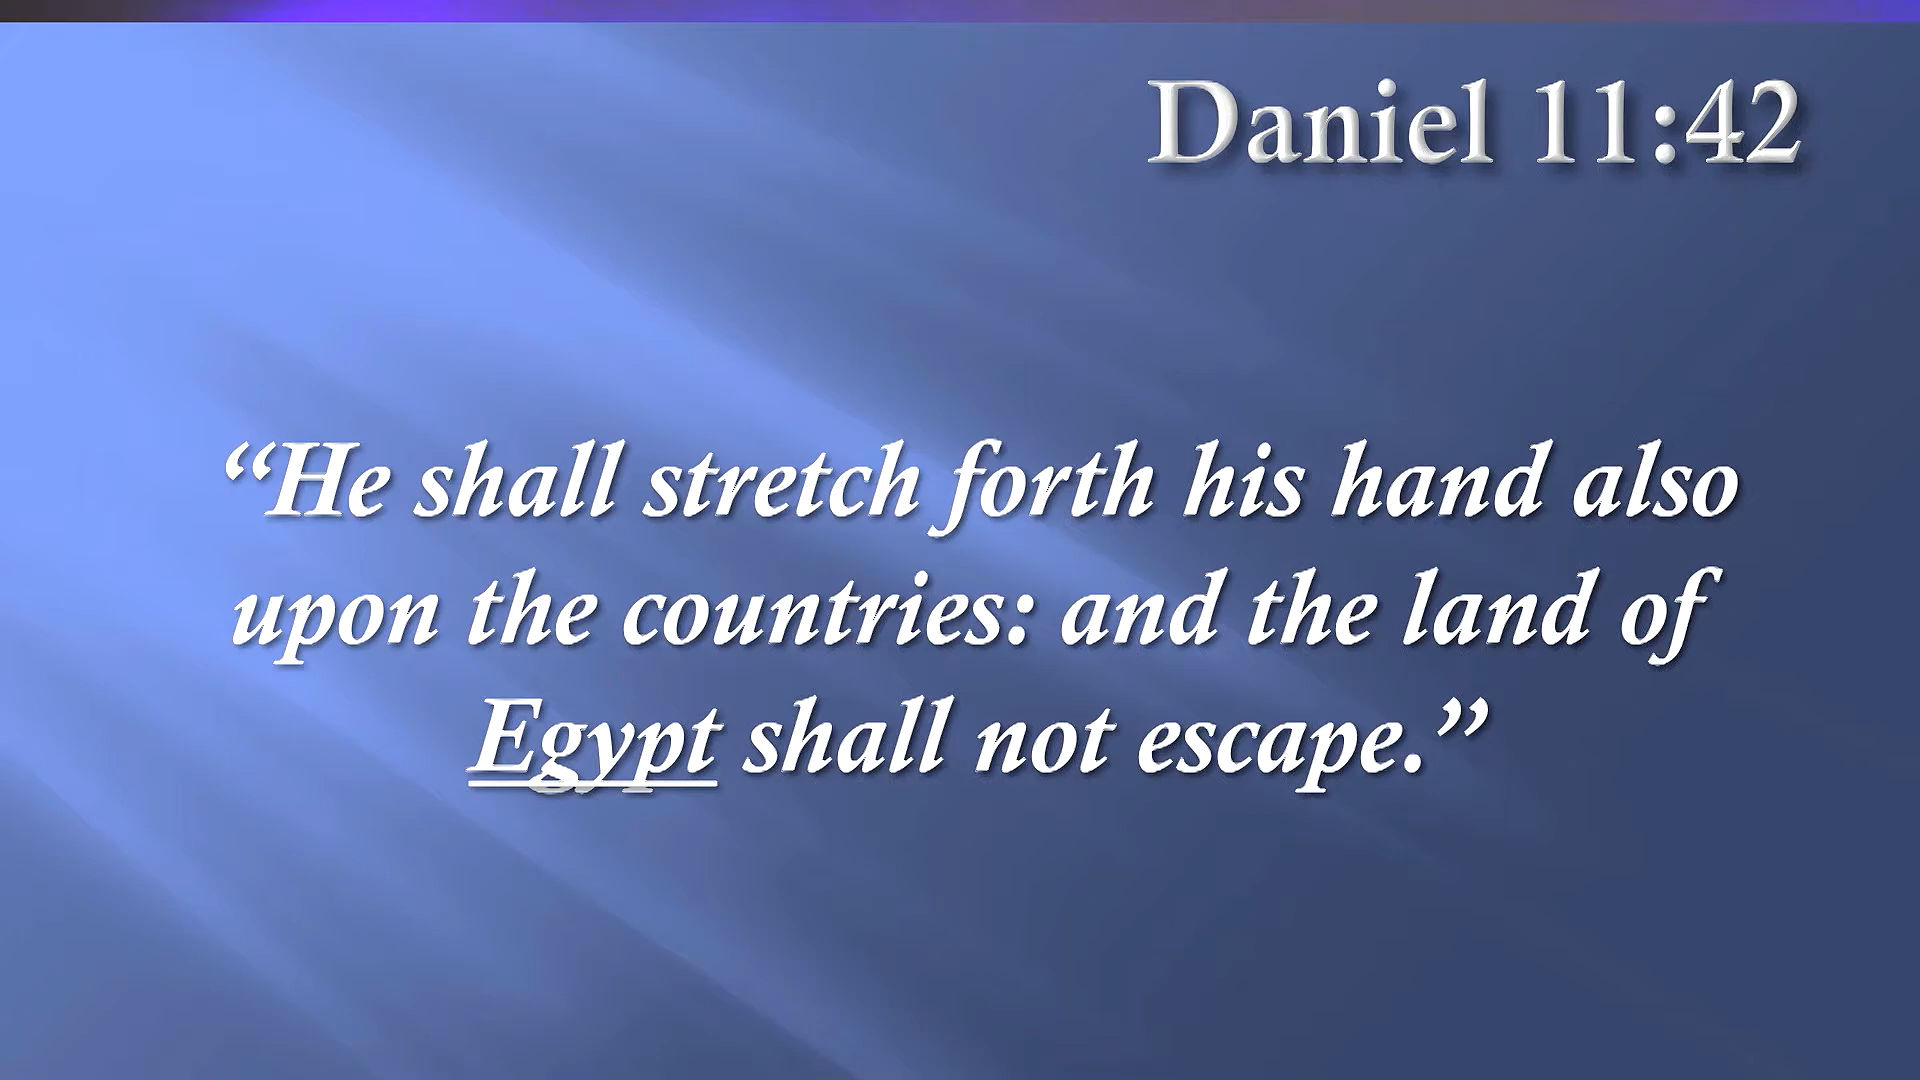 Daniel 11:42
“He shall stretch forth his hand also
upon the countries: and the land of
Egypt shall not escape.”